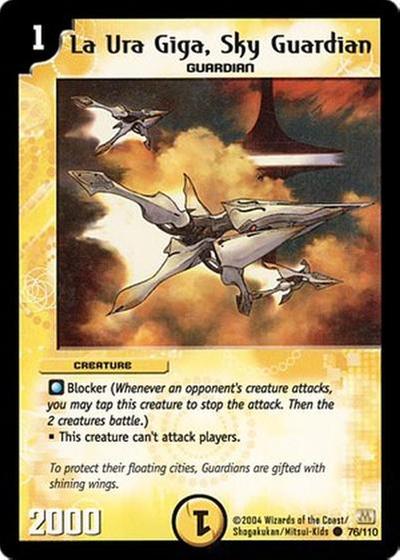 1
La Ura Giga, Sky Guardian
GUARDIAN
CREATURE
Blocker (Whenever an opponent's creature attacks,
you may tap this creature to stop the attack. Then the
2 creatures battle.)
▪ This creature can't attack players.
To protect their floating cities, Guardians are gifted with
shining wings.
2000
1
©2004 Wizards of the Coast/
Shogakukan/Mitsui-Kids ● 76/110